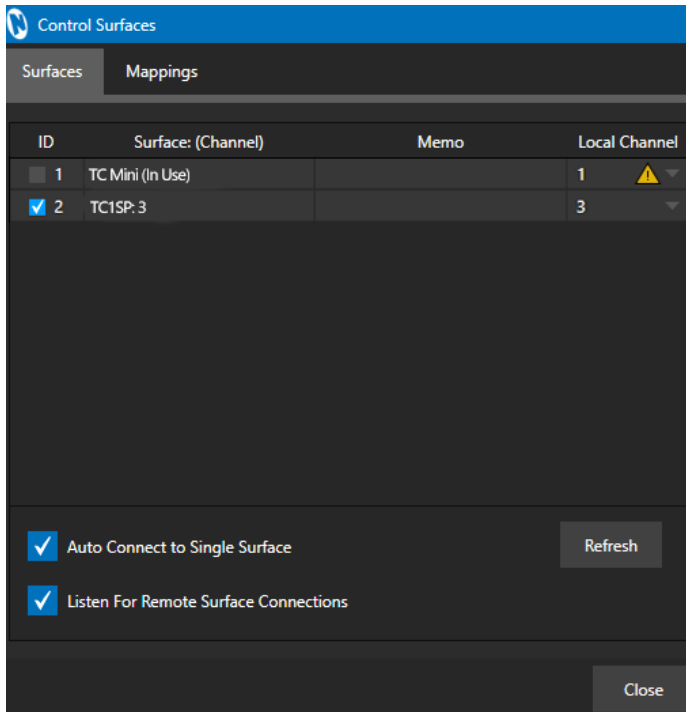 Control Surfaces
Surfaces Mappings
ID Surface: (Channel) Memo Local Channel
1 TC Mini (In Use) 1
2 TC1SP: 3 3
Auto Connect to Single Surface Refresh
Listen For Remote Surface Connections
Close